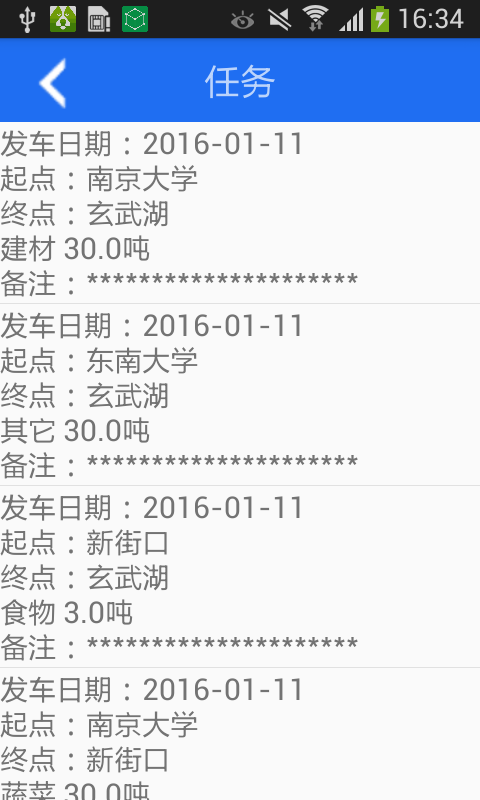 16:34
任务
发车日期：2016-01-11
起点：南京大学
终点：玄武湖
建材 30.0吨
备注：*********************
发车日期：2016-01-11
起点：东南大学
终点：玄武湖
其它 30.0吨
备注：*********************
发车日期：2016-01-11
起点：新街口
终点：玄武湖
食物 3.0吨
备注：*********************
发车日期：2016-01-11
起点：南京大学
终点：新街口
蔬菜 30.0吨